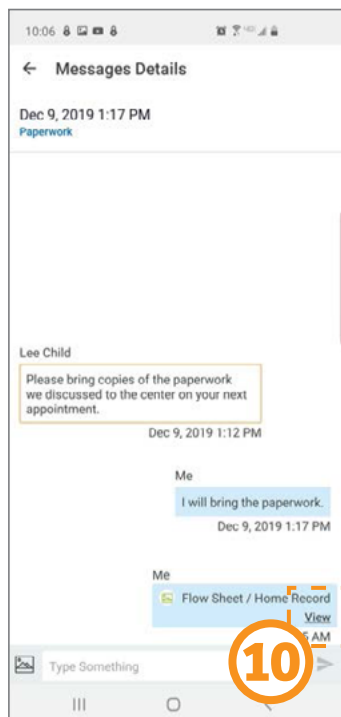 10:06
← Messages Details
Dec 9, 2019 1:17 PM
Paperwork
Lee Child
Please bring copies of the paperwork
we discussed to the center on your next
appointment.
Dec 9, 2019 1:12 PM
Me
I will bring the paperwork.
Dec 9, 2019 1:17 PM
Me
Flow Sheet / Home Record
View
AM
Type Something
10